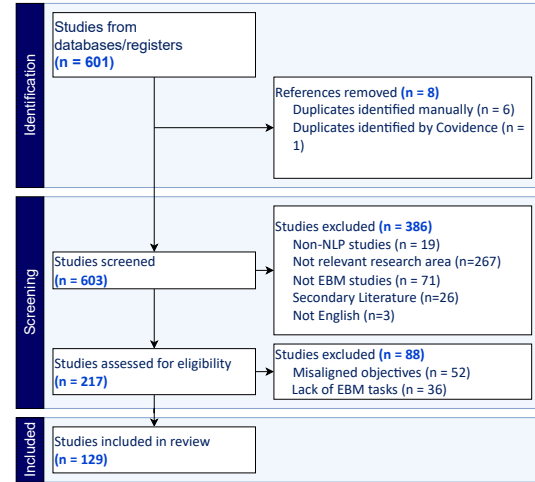 Identification
Studies from
databases/registers
(n = 601)
References removed (n = 8)
Duplicates identified manually (n = 6)
Duplicates identified by Covidence (n =
1)
Screening
Studies screened
(n = 603)
Studies excluded (n = 386)
Non-NLP studies (n = 19)
Not relevant research area (n=267)
Not EBM studies (n = 71)
Secondary Literature (n=26)
Not English (n=3)
Studies assessed for eligibility
(n = 217)
Studies excluded (n = 88)
Misaligned objectives (n = 52)
Lack of EBM tasks (n = 36)
Included
Studies included in review
(n = 129)